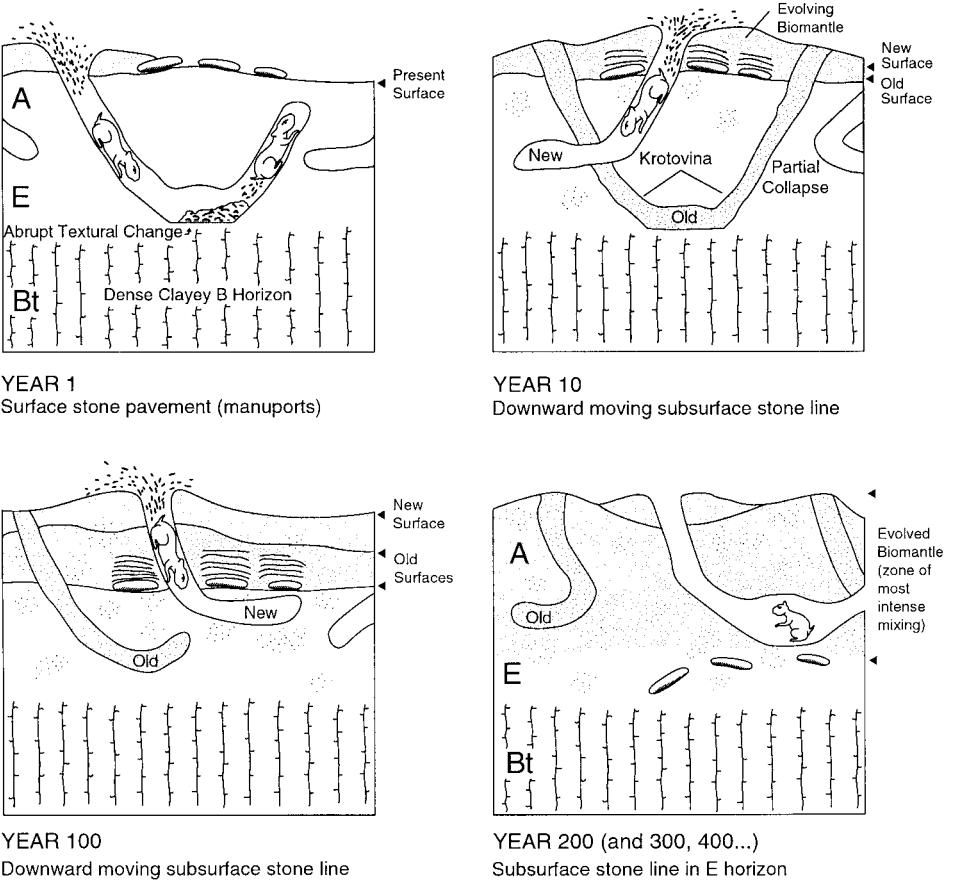 Present
Surface
A
E
Abrupt Textural Change
Bt
Dense Clayey B Horizon
YEAR 1
Surface stone pavement (manuports)
Evolving
Biomantle
New
Surface
Old
Surface
New
Krotovina
Partial
Collapse
Old
YEAR 10
Downward moving subsurface stone line
New
Surface
Old
Surfaces
New
Old
YEAR 100
Downward moving subsurface stone line
A
Evolved
Biomantle
(zone of
most
intense
mixing)
Old
E
Bt
YEAR 200 (and 300, 400...)
Subsurface stone line in E horizon